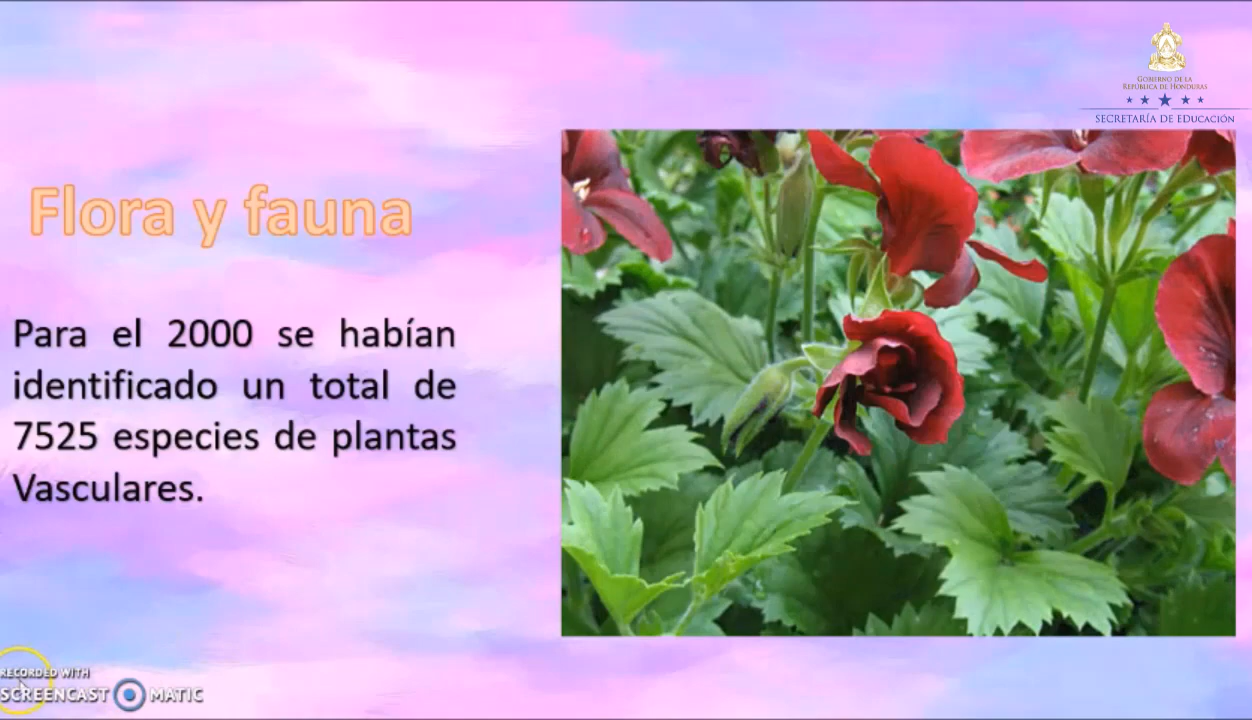 GOBIERNO DE LA
REPÚBLICA DE HONDURAS
SECRETARÍA DE EDUCACIÓN
Flora y fauna
Para el 2000 se habían
identificado un total de
7525 especies de plantas
Vasculares.
RECORDED WITH
SCREENCAST MATIC